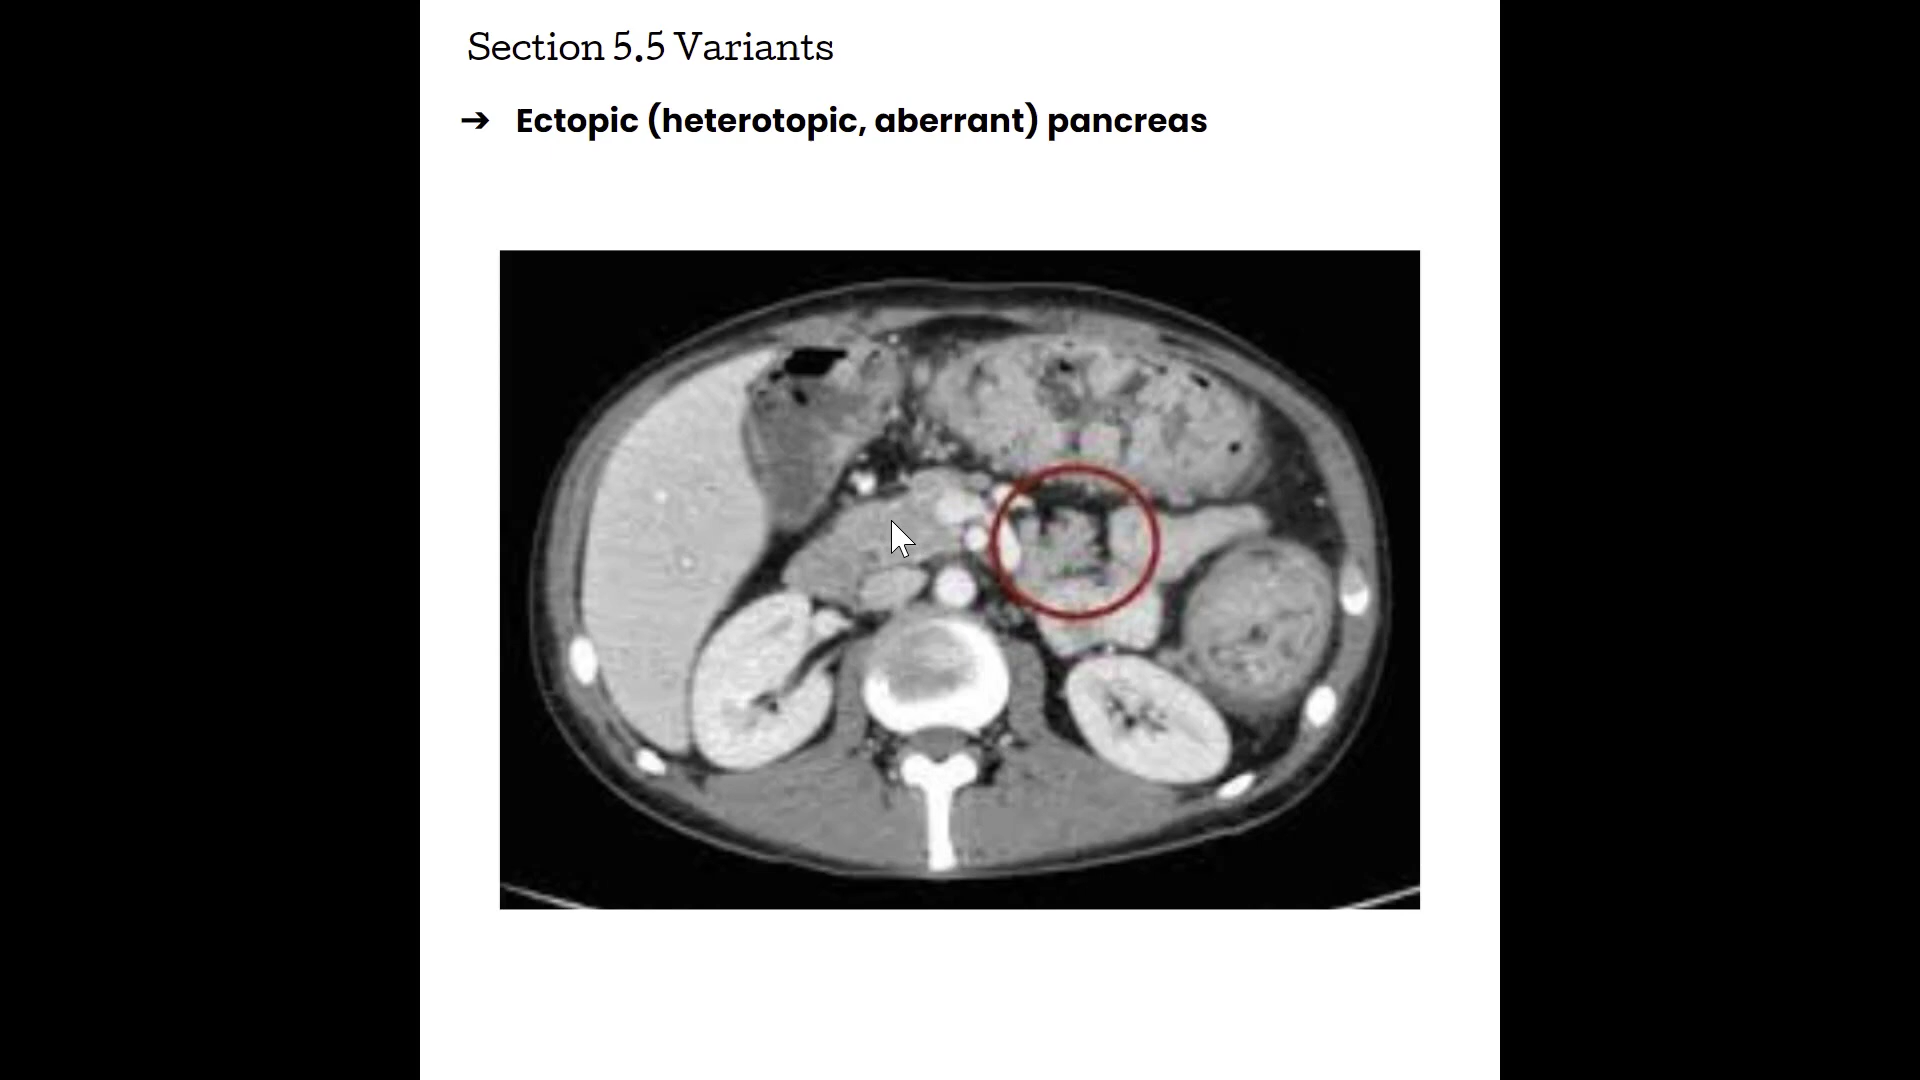 Section 5.5 Variants
➔ Ectopic (heterotopic, aberrant) pancreas